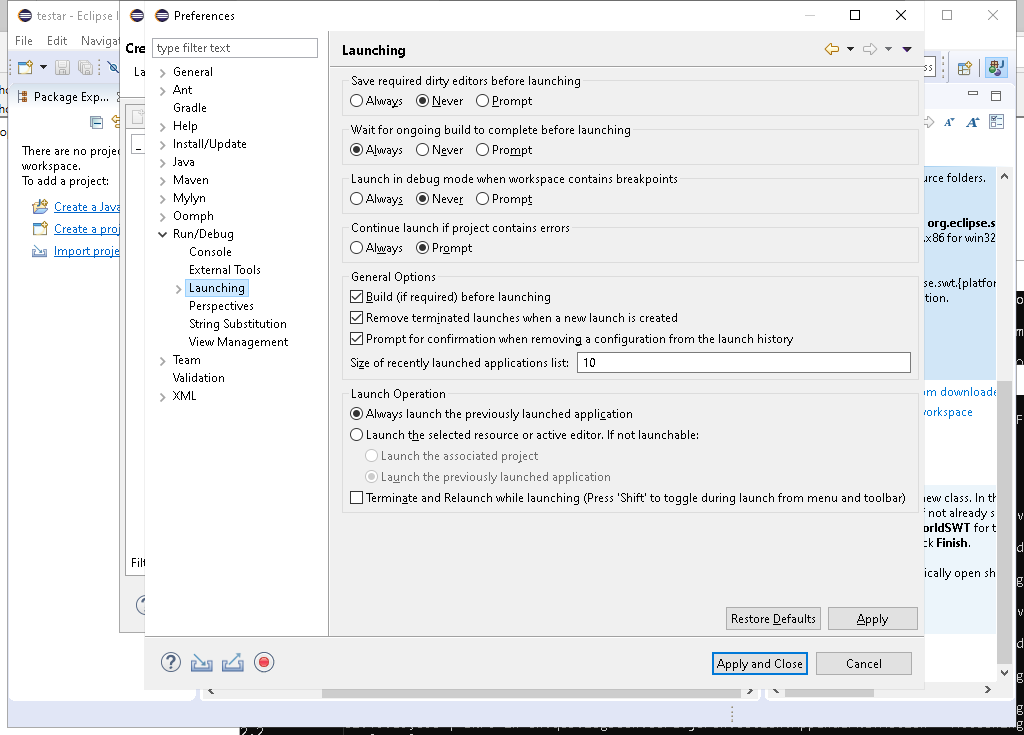 testar - Eclipse I
Preferences
File Edit Navigat
Cre
type filter text
Launching
La
General
Ant
Gradle
Help
Install/Update
Java
Maven
Mylyn
Oomph
Run/Debug
Console
External Tools
Launching
Perspectives
String Substitution
View Management
Team
Validation
XML
Package Exp...
There are no proje
workspace.
To add a project:
Create a Java
Create a proj
Import proje
Filt
Save required dirty editors before launching
Always Never Prompt
Wait for ongoing build to complete before launching
Always Never Prompt
Launch in debug mode when workspace contains breakpoints
Always Never Prompt
Continue launch if project contains errors
Always Prompt
General Options
Build (if required) before launching
Remove terminated launches when a new launch is created
Prompt for confirmation when removing a configuration from the launch history
Size of recently launched applications list: 10
Launch Operation
Always launch the previously launched application
Launch the selected resource or active editor. If not launchable:
Launch the associated project
Launch the previously launched application
Terminate and Relaunch while launching (Press 'Shift' to toggle during launch from menu and toolbar)
Restore Defaults Apply
Apply and Close Cancel
ss
urce folders.
org.eclipse.s
.x86 for win32
se.swt.{platfor
tion.
om downloade
workspace
new class. In th
f not already s
orldSWT for t
ck Finish.
ically open sh